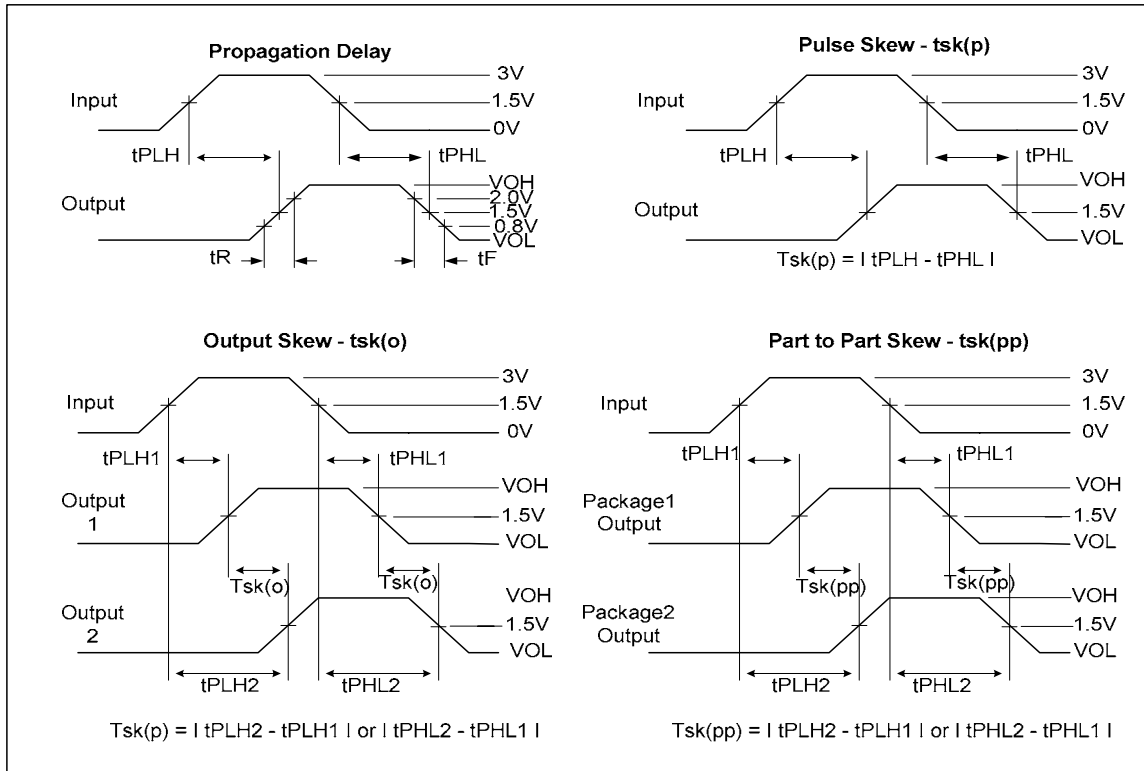 Propagation Delay
3V
Input
1.5V
0V
tPLH
tPHL
VOH
2.0V
Output
1.5V
0.8V
VOL
tR
tF
Pulse Skew - tsk(p)
3V
Input
1.5V
0V
tPLH
tPHL
VOH
Output
1.5V
VOL
Tsk(p) = I tPLH - tPHL I
Output Skew - tsk(o)
3V
Input
1.5V
0V
tPLH1
tPHL1
VOH
Output
1
1.5V
VOL
Tsk(o)
Tsk(o)
VOH
Output
2
1.5V
VOL
tPLH2
tPHL2
Tsk(p) = I tPLH2 - tPLH1 I or I tPHL2 - tPHL1 I
Part to Part Skew - tsk(pp)
3V
Input
1.5V
0V
tPLH1
tPHL1
VOH
Package1
Output
1.5V
VOL
Tsk(pp)
Tsk(pp)
VOH
Package2
Output
1.5V
VOL
tPLH2
tPHL2
Tsk(pp) = I tPLH2 - tPLH1 I or I tPHL2 - tPHL1 I